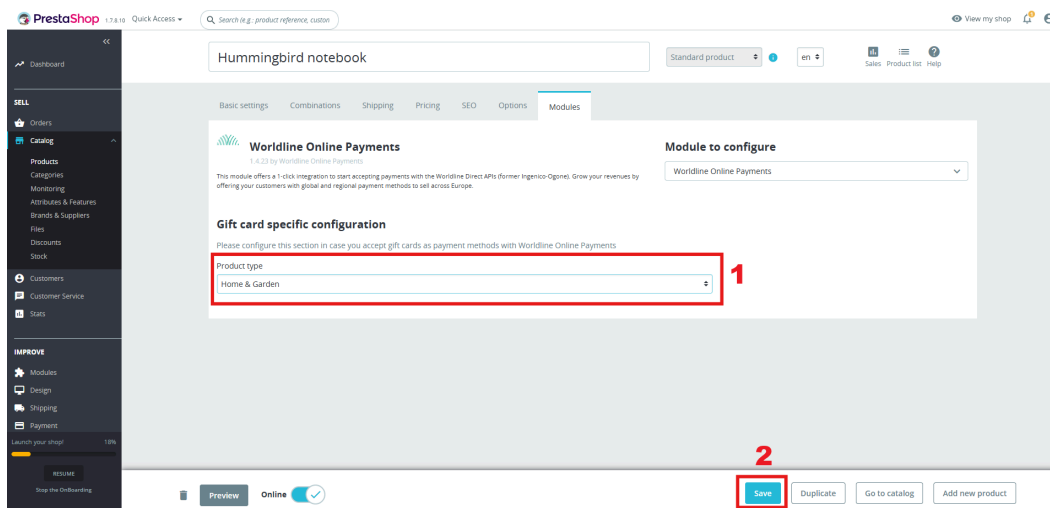 PrestaShop 1.7.8.10 Quick Access Search (e.g.: product reference, custon View my shop
Hummingbird notebook Standard product en Sales Product list Help
Dashboard
SELL
Orders
Catalog
Products
Categories
Monitoring
Attributes & Features
Brands & Suppliers
Files
Discounts
Stock
Customers
Customer Service
Stats
IMPROVE
Modules
Design
Shipping
Payment
Launch your shop! 18%
RESUME
Stop the OnBoarding
Basic settings Combinations Shipping Pricing SEO Options Modules
Worldline Online Payments
1.4.23 by Worldline Online Payments
This module offers a 1-click integration to start accepting payments with the Worldline Direct APIs (former Ingenico-Ogone). Grow your revenues by
offering your customers with global and regional payment methods to sell across Europe.
Module to configure
Worldline Online Payments
Gift card specific configuration
Please configure this section in case you accept gift cards as payment methods with Worldline Online Payments
Product type
Home & Garden
1
2
Preview Online Save Duplicate Go to catalog Add new product